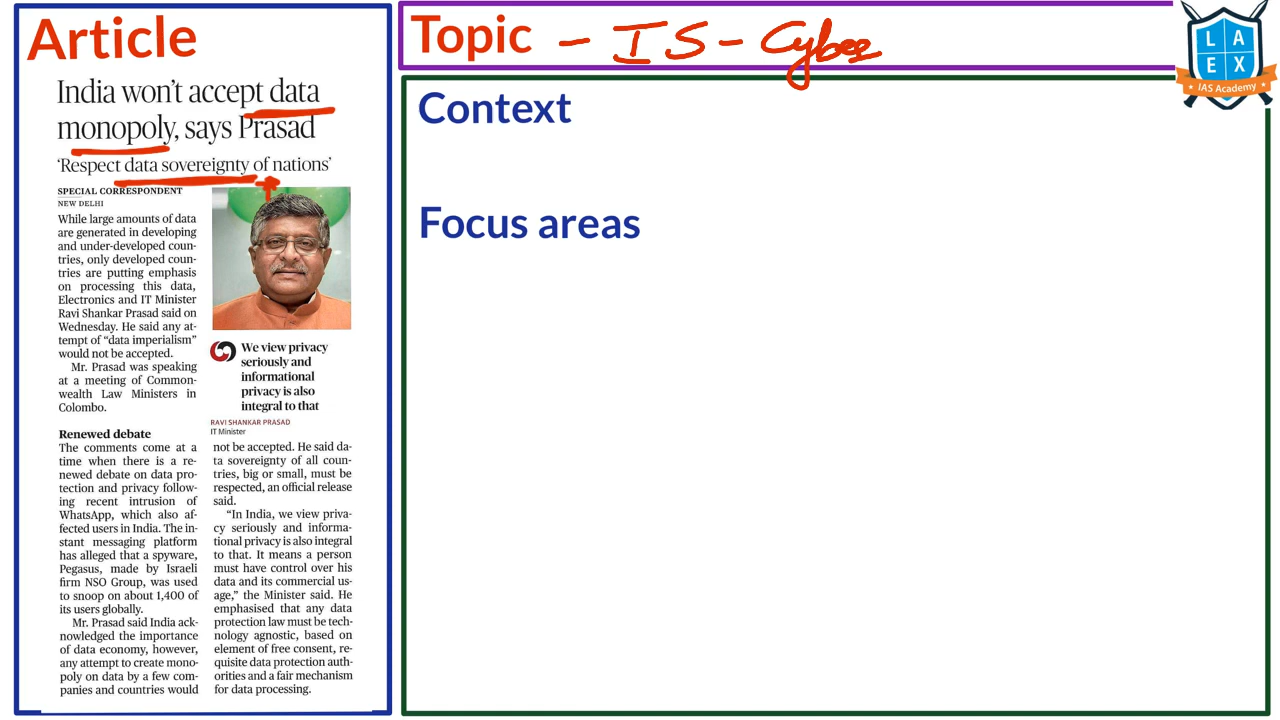 Article
India won't accept data
monopoly, says Prasad
'Respect data sovereignty of nations'
SPECIAL CORRESPONDENT
NEW DELHI
While large amounts of data
are generated in developing
and under-developed coun-
tries, only developed coun-
tries are putting emphasis
on processing this data,
Electronics and IT Minister
Ravi Shankar Prasad said on
Wednesday. He said any at-
tempt of "data imperialism"
would not be accepted.
Mr. Prasad was speaking
at a meeting of Common-
wealth Law Ministers in
Colombo.
Renewed debate
The comments come at a
time when there is a re-
newed debate on data pro-
tection and privacy follow-
ing recent intrusion of
WhatsApp, which also af-
fected users in India. The in-
stant messaging platform
has alleged that a spyware,
Pegasus, made by Israeli
firm NSO Group, was used
to snoop on about 1,400 of
its users globally.
Mr. Prasad said India ack-
nowledged the importance
of data economy, however,
any attempt to create mono-
poly on data by a few com-
panies and countries would
We view privacy
seriously and
informational
privacy is also
integral to that
RAVI SHANKAR PRASAD
IT Minister
not be accepted. He said da-
ta sovereignty of all coun-
tries, big or small, must be
respected, an official release
said.
"In India, we view priva-
cy seriously and informa-
tional privacy is also integral
to that. It means a person
must have control over his
data and its commercial us-
age," the Minister said. He
emphasised that any data
protection law must be tech-
nology agnostic, based on
element of free consent, re-
quisite data protection auth-
orities and a fair mechanism
for data processing.
Topic - IS - Cyber
Context
Focus areas
L A
E X
IAS Academy